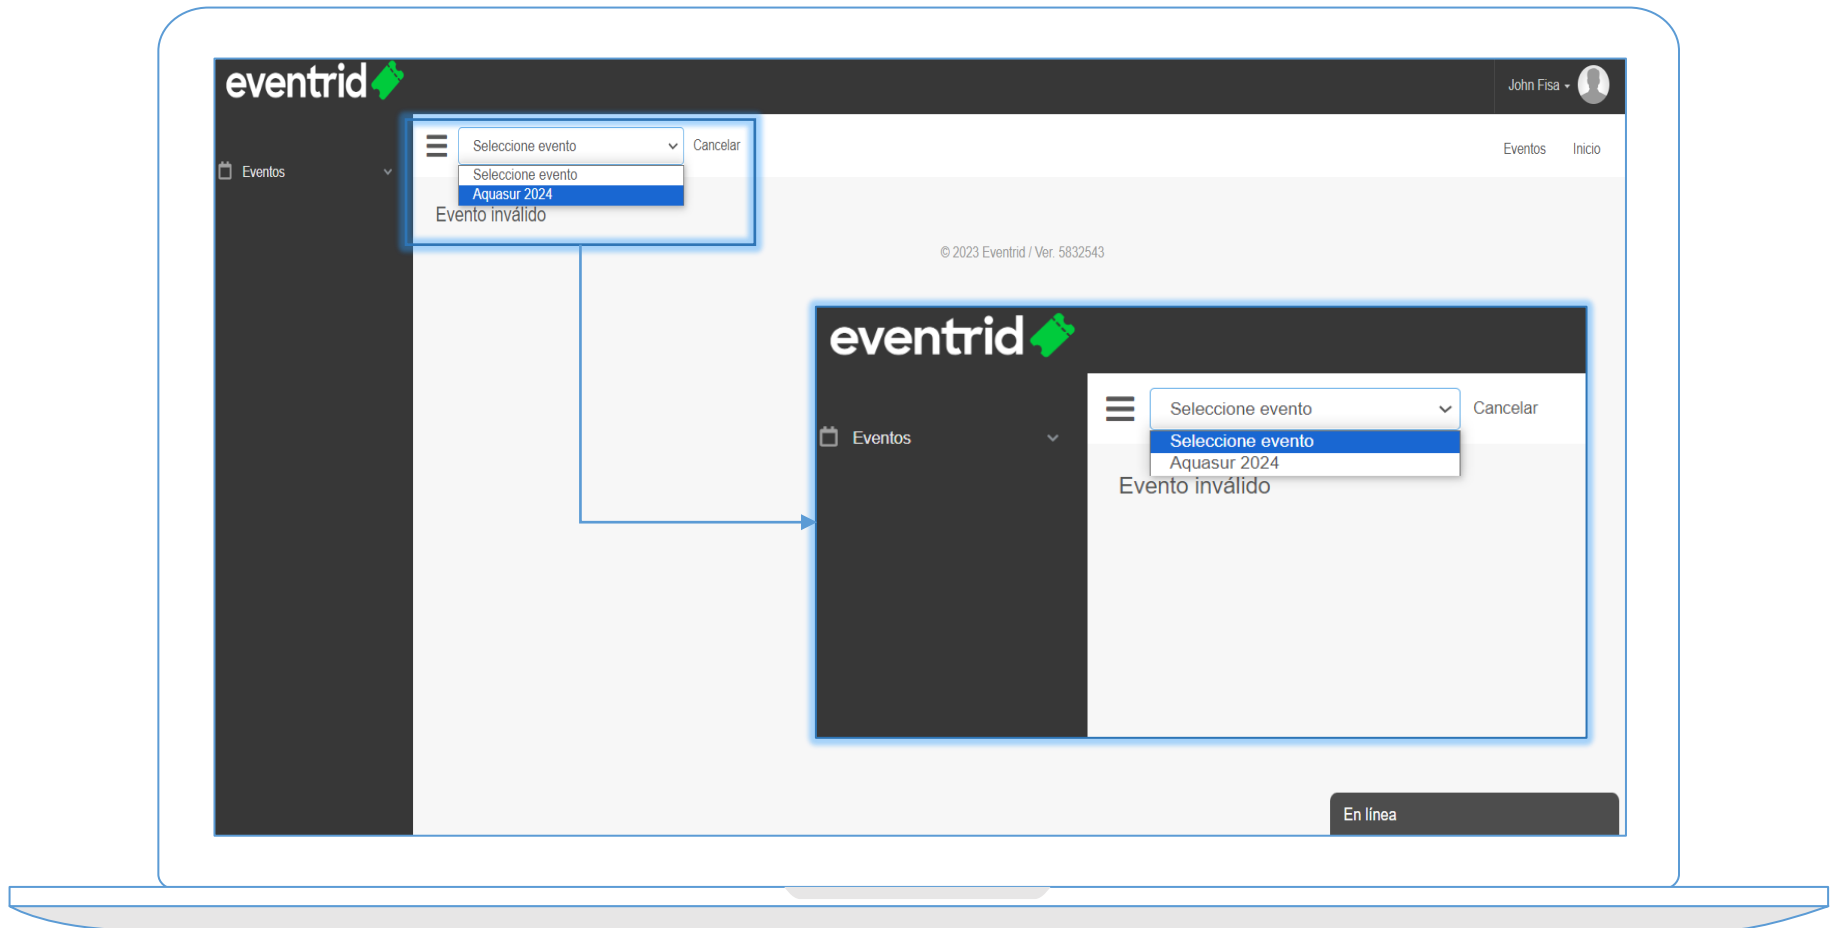 eventrid
John Fisa
Seleccione evento
Cancelar
Eventos
Inicio
Eventos
Seleccione evento
Aquasur 2024
Evento inválido
© 2023 Eventrid / Ver. 5832543
eventrid
Seleccione evento
Cancelar
Eventos
Seleccione evento
Aquasur 2024
Evento inválido
En línea